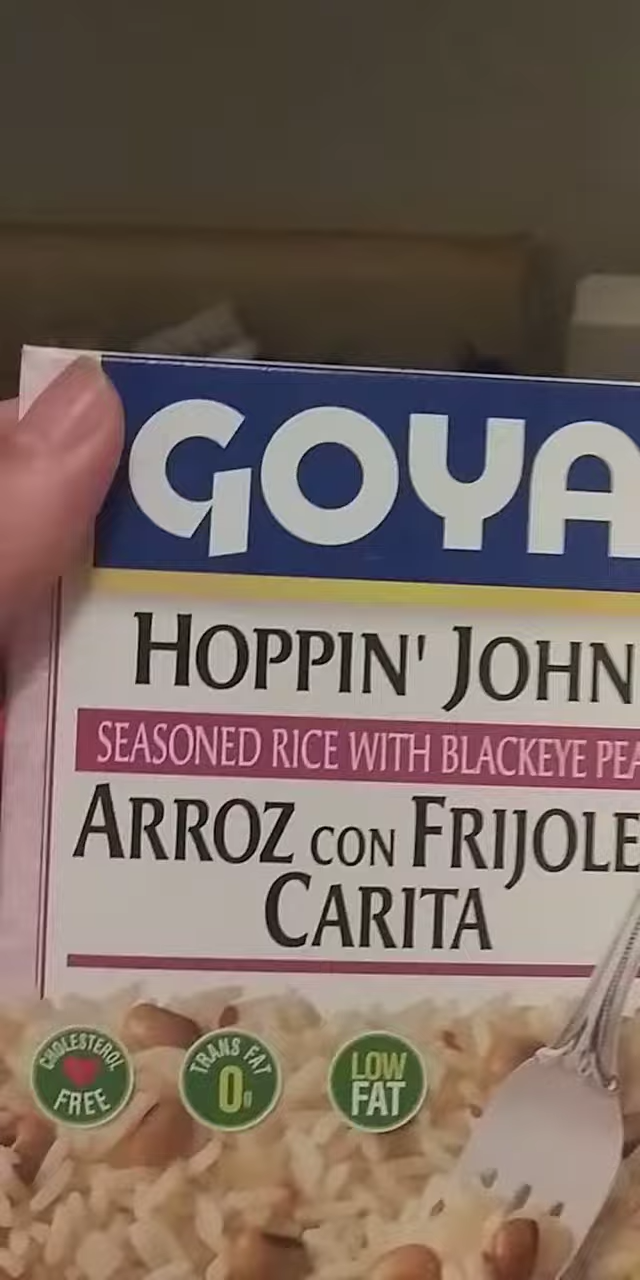 GOYA
HOPPIN' JOHN
SEASONED RICE WITH BLACKEYE
ARROZ CON
CARITA
CHOLESTEROL FREE
TRANS FAT 0g
LOW FAT